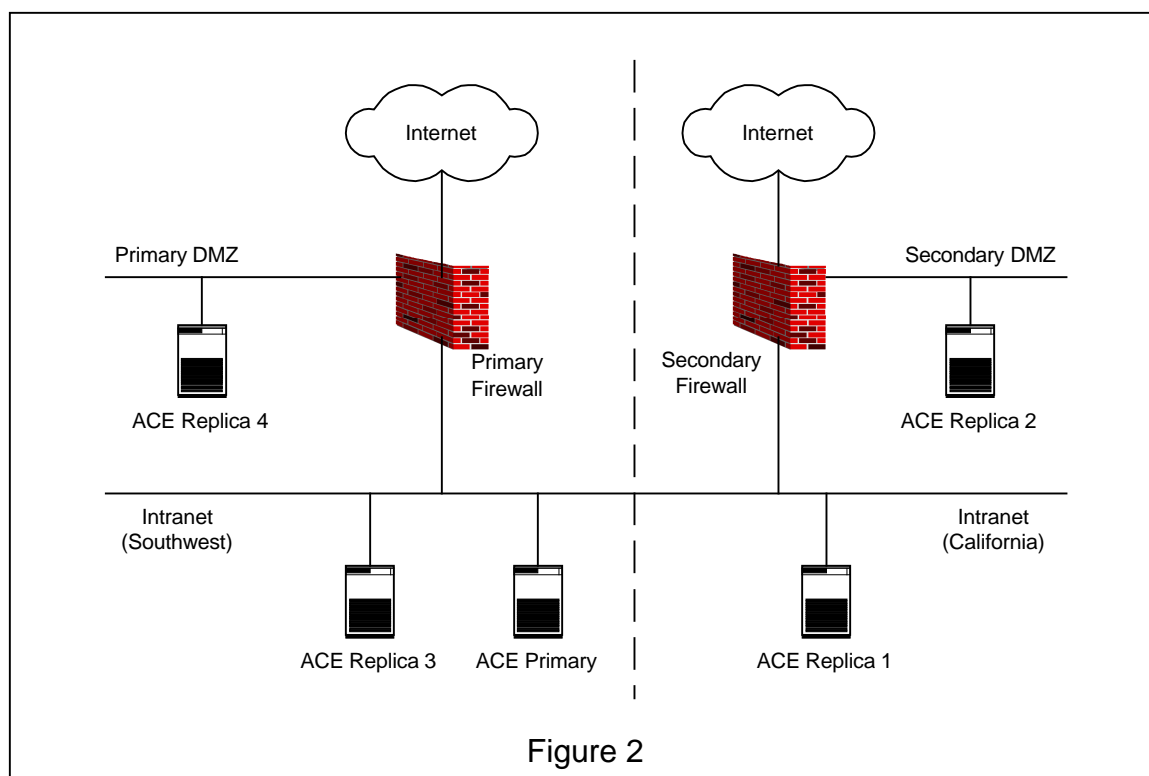 Internet
Internet
Primary DMZ
Secondary DMZ
Primary
Firewall
Secondary
Firewall
ACE Replica 4
ACE Replica 2
Intranet
(Southwest)
Intranet
(California)
ACE Replica 3
ACE Primary
ACE Replica 1
Figure 2